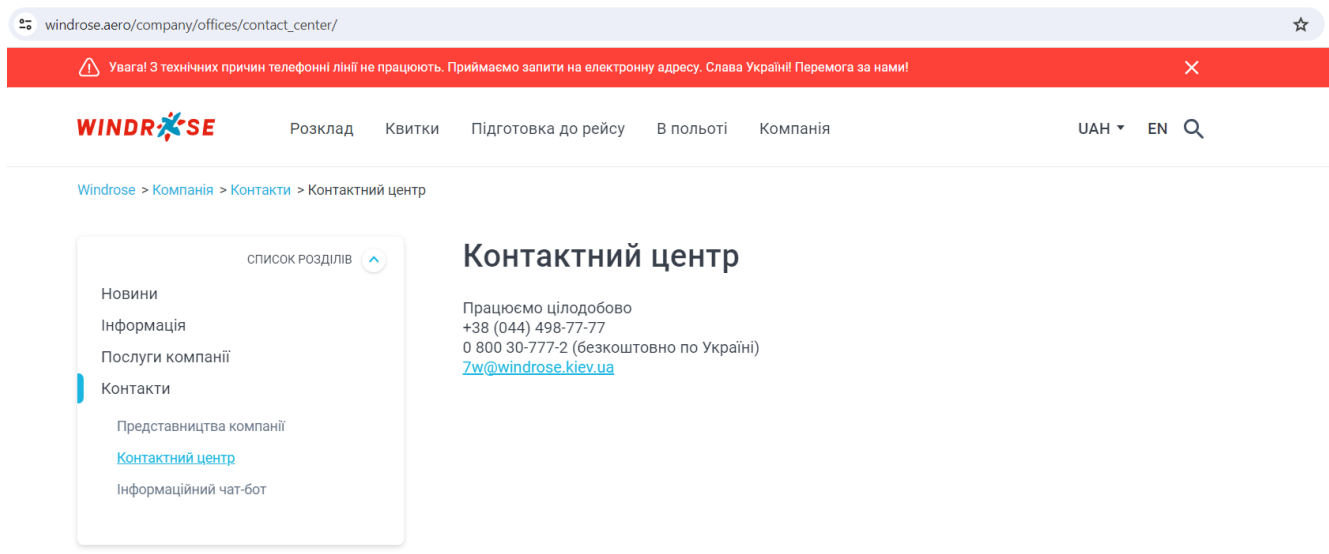 windrose.aero/company/offices/contact_center/
Увага! З технічних причин телефонні лінії не працюють. Приймаємо запити на електронну адресу. Слава Україні! Перемога за нами!
WINDROSE
Розклад Квитки Підготовка до рейсу В польоті Компанія UAH EN
Windrose > Компанія > Контакти > Контактний центр
СПИСОК РОЗДІЛІВ
Новини
Інформація
Послуги компанії
Контакти
Представництва компанії
Контактний центр
Інформаційний чат-бот
Контактний центр
Працюємо цілодобово
+38 (044) 498-77-77
0 800 30-777-2 (безкоштовно по Україні)
7w@windrose.kiev.ua